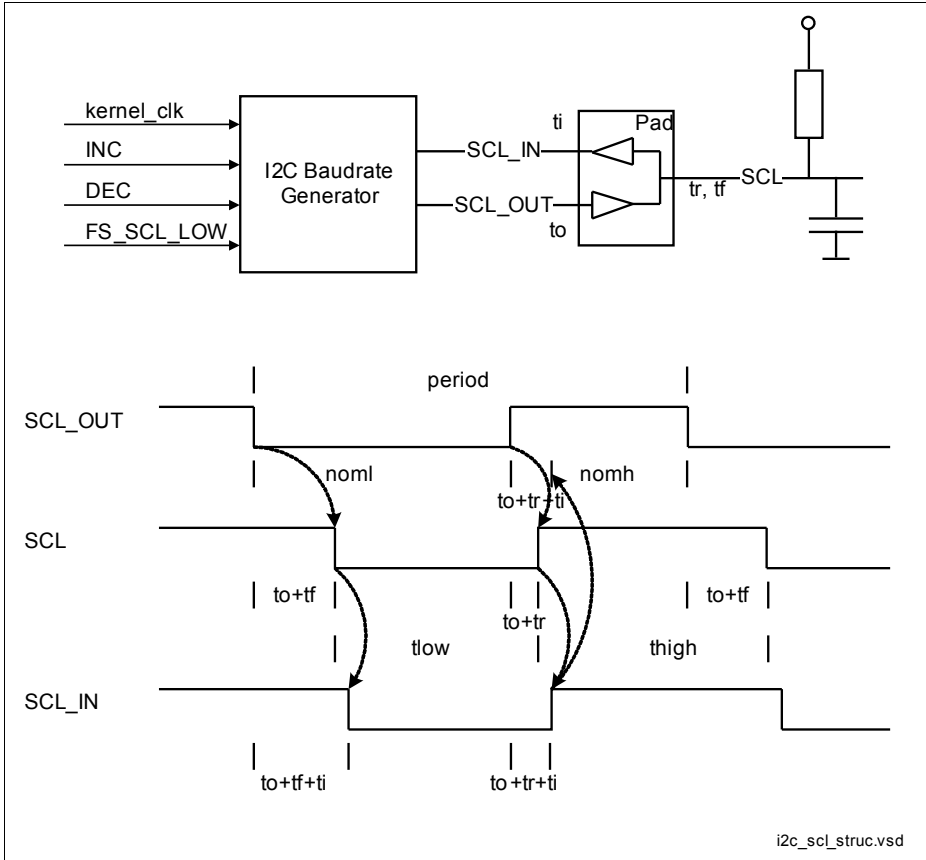 kernel_clk
INC
DEC
FS_SCL_LOW
I2C Baudrate
Generator
SCL_IN
SCL_OUT
ti
Pad
to
tr, tf
SCL
period
SCL_OUT
noml
nomh
to+tr+ti
SCL
to+tf
to+tr
to+tf
tlow
thigh
SCL_IN
to+tf+ti
to+tr+ti
i2c_scl_struc.vsd